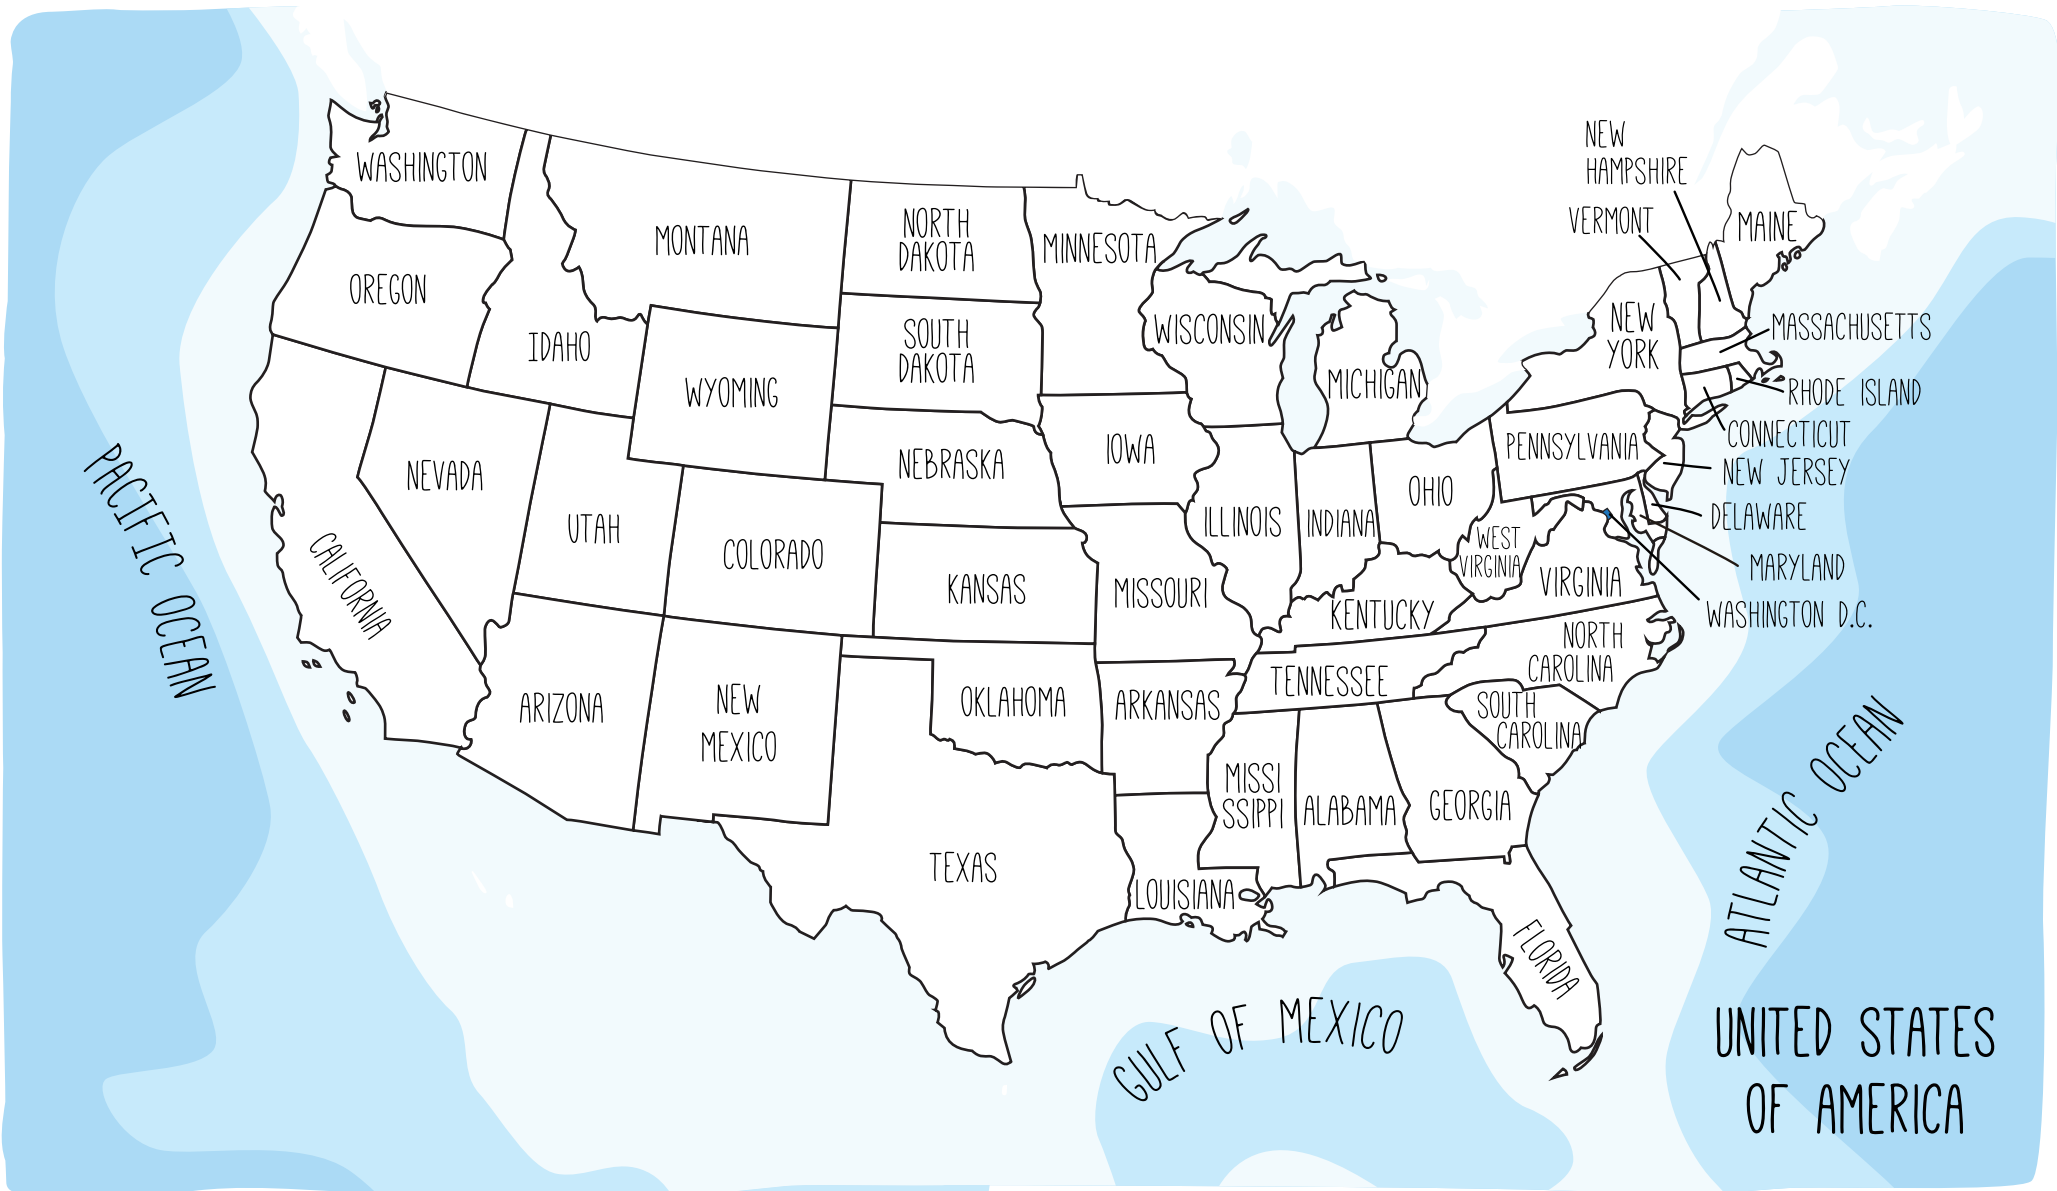 NEW
HAMPSHIRE
VERMONT
MAINE
WASHINGTON
MONTANA
NORTH
DAKOTA
MINNESOTA
OREGON
IDAHO
WYOMING
SOUTH
DAKOTA
WISCONSIN
MICHIGAN
NEW
YORK
MASSACHUSETTS
RHODE ISLAND
CONNECTICUT
NEW JERSEY
DELAWARE
MARYLAND
WASHINGTON D.C.
PENNSYLVANIA
NEVADA
UTAH
COLORADO
NEBRASKA
IOWA
ILLINOIS
INDIANA
OHIO
WEST
VIRGINIA
VIRGINIA
PACIFIC OCEAN
CALIFORNIA
KANSAS
MISSOURI
KENTUCKY
NORTH
CAROLINA
TENNESSEE
ARIZONA
NEW
MEXICO
OKLAHOMA
ARKANSAS
SOUTH
CAROLINA
MISSI
SSIPPI
ALABAMA
GEORGIA
TEXAS
LOUISIANA
FLORIDA
ATLANTIC OCEAN
GULF OF MEXICO
UNITED STATES
OF AMERICA